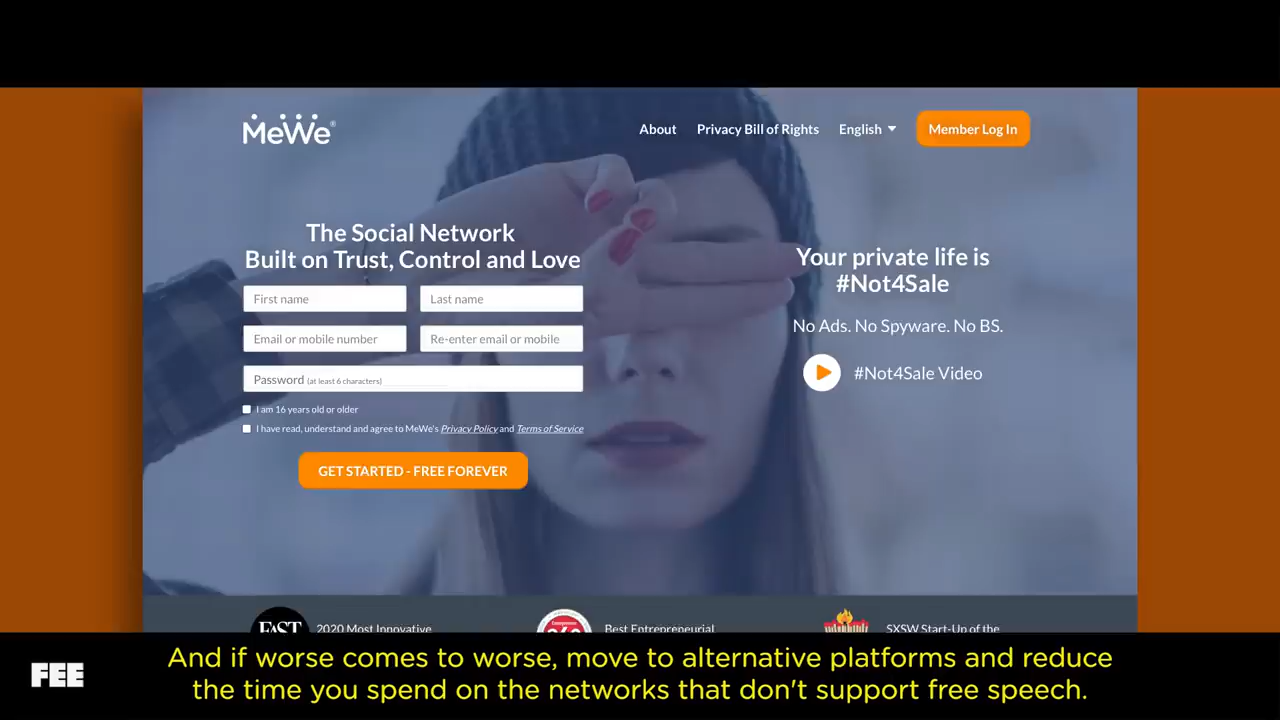 MeWe®
About
Privacy Bill of Rights
English
Member Log In
The Social Network
Built on Trust, Control and Love
First name
Last name
Email or mobile number
Re-enter email or mobile
Password (at least 6 characters)
I am 16 years old or older
I have read, understand and agree to MeWe's Privacy Policy and Terms of Service
GET STARTED - FREE FOREVER
Your private life is
#Not4Sale
No Ads. No Spyware. No BS.
#Not4Sale Video
FAST
2020 Most Innovative
Entrepreneur
360
Best Entrepreneurial
SXSW Start-Up of the
FEE
And if worse comes to worse, move to alternative platforms and reduce
the time you spend on the networks that don't support free speech.